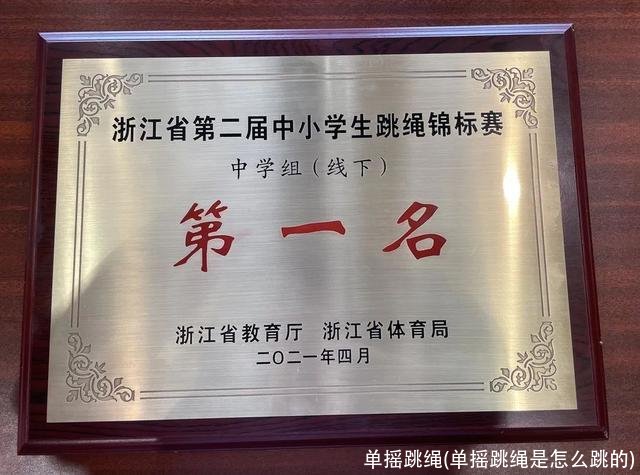 浙江省第二届中小学生跳绳锦标赛
中学组（线下）
第一名
浙江省教育厅 浙江省体育局
二〇二一年四月
单摇跳绳(单摇跳绳是怎么跳的)